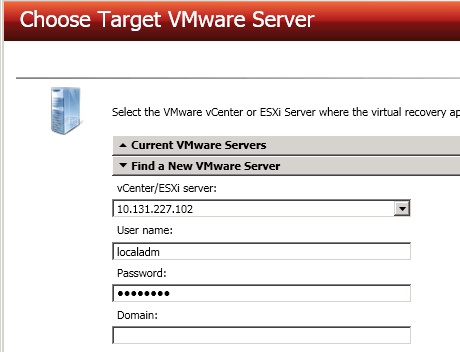 Choose Target VMware Server
Select the VMware vCenter or ESXi Server where the virtual recovery
Current VMware Servers
Find a New VMware Server
vCenter/ESXi server:
10.131.227.102
User name:
localadm
Password:
●●●●●●●●
Domain: